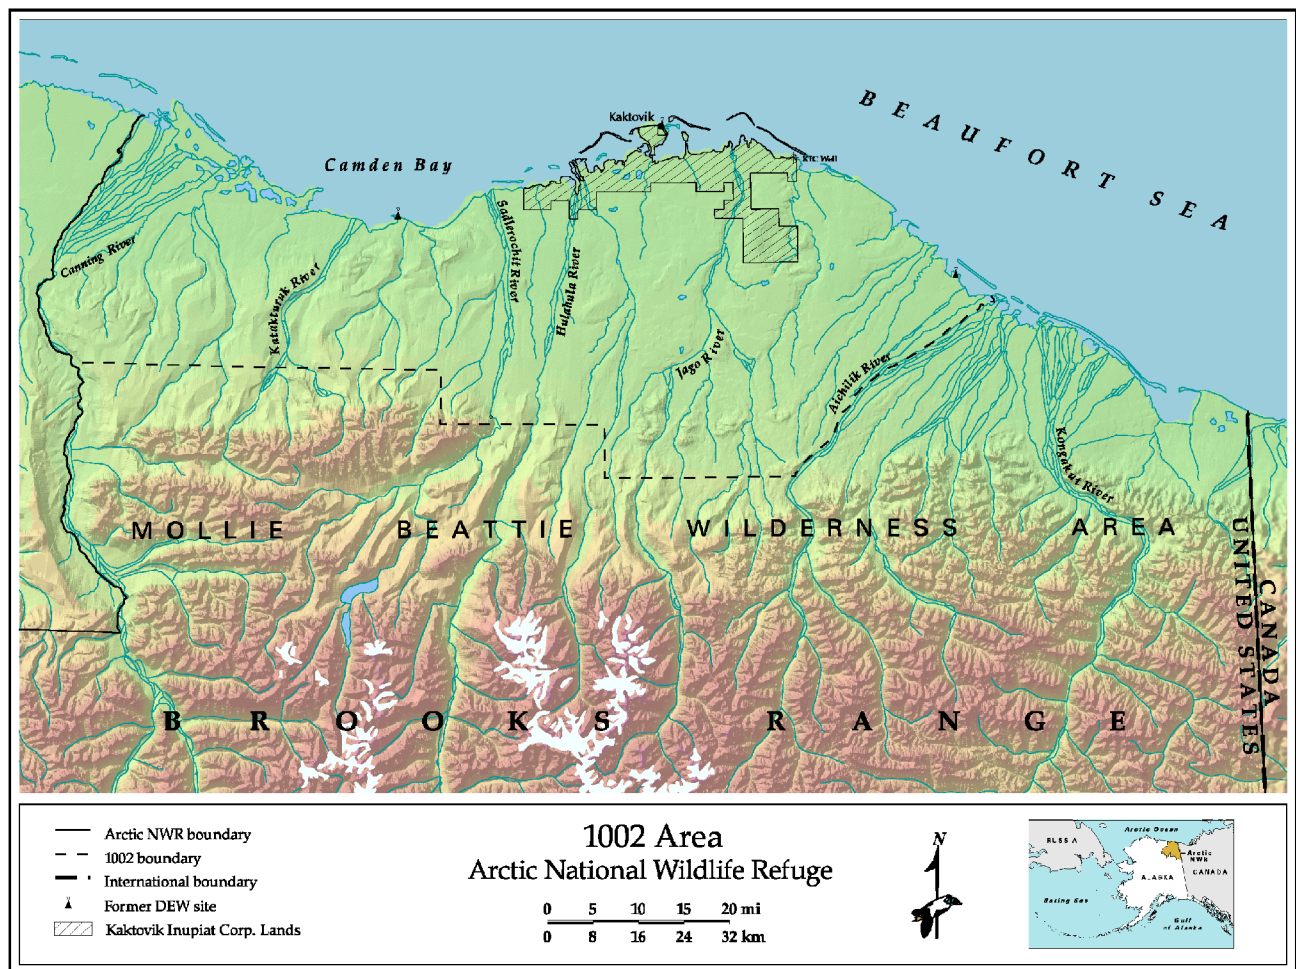 BEAUFORT SEA
Kaktovik
KIC Well
Camden Bay
Canning River
Katakturuk River
Sadlerochit River
Hulahula River
Jago River
Aichilik River
Kongakut River
MOLLIE BEATTIE WILDERNESS AREA
BROOKS RANGE
CANADA
UNITED STATES
Arctic NWR boundary
1002 boundary
International boundary
Former DEW site
Kaktovik Inupiat Corp. Lands
1002 Area
Arctic National Wildlife Refuge
0 5 10 15 20 mi
0 8 16 24 32 km
N
Arctic Ocean
RUSSIA
Arctic
NWR
ALASKA
CANADA
Bering Sea
Gulf
of Alaska